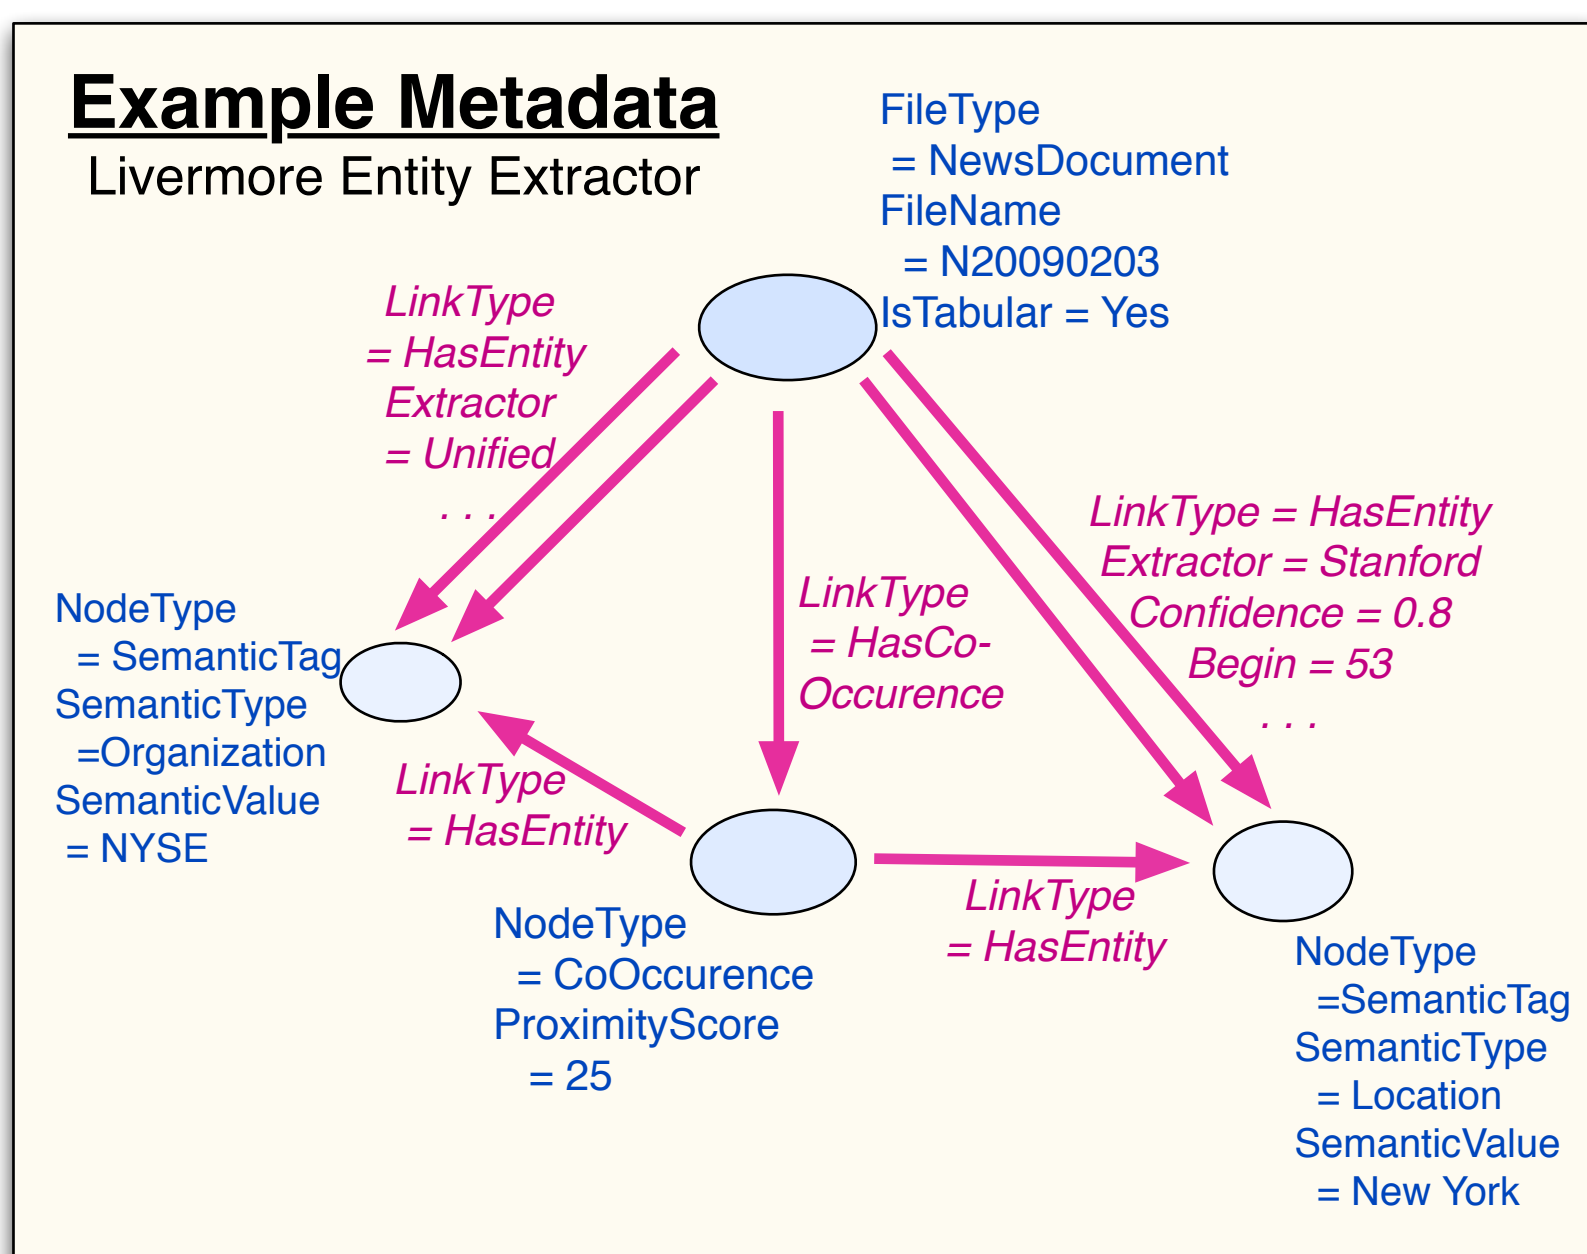 Example Metadata
Livermore Entity Extractor
FileType
= NewsDocument
FileName
= N20090203
IsTabular = Yes
LinkType
= HasEntity
Extractor
= Unified
. . .
LinkType = HasEntity
Extractor = Stanford
Confidence = 0.8
Begin = 53
. . .
LinkType
= HasCo-
Occurence
NodeType
= SemanticTag
SemanticType
=Organization
SemanticValue
= NYSE
LinkType
= HasEntity
LinkType
= HasEntity
NodeType
= CoOccurence
ProximityScore
= 25
NodeType
=SemanticTag
SemanticType
= Location
SemanticValue
= New York